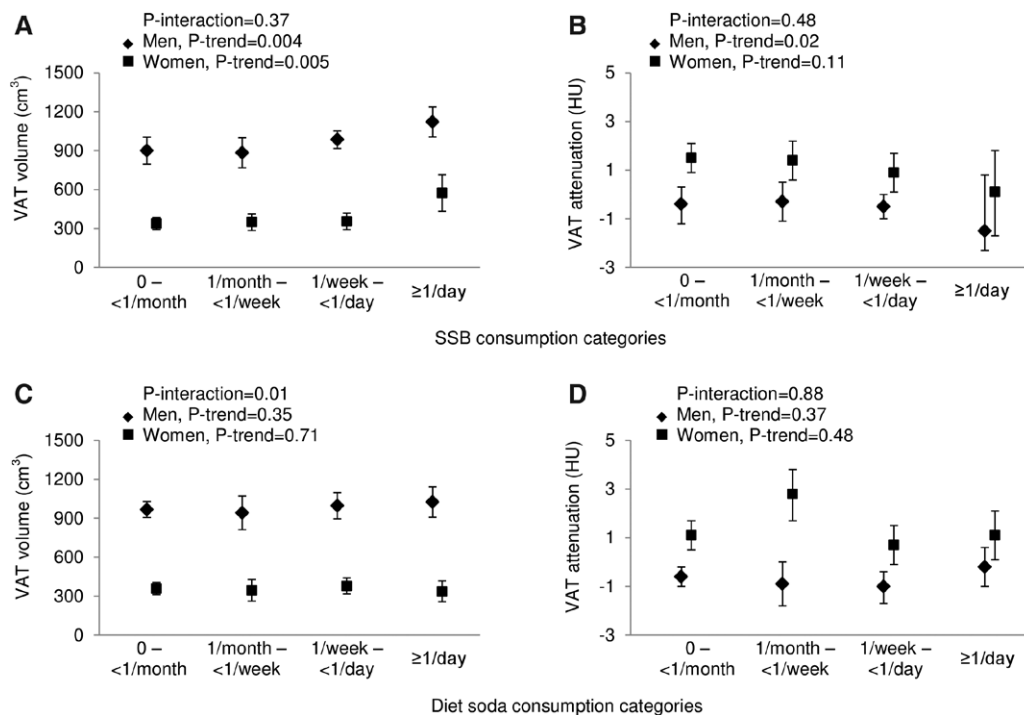 A
P-interaction=0.37
Men, P-trend=0.004
Women, P-trend=0.005
VAT volume (cm³)
1500
1200
900
600
300
0
0 – <1/month
1/month – <1/week
1/week – <1/day
≥1/day
B
P-interaction=0.48
Men, P-trend=0.02
Women, P-trend=0.11
VAT attenuation (HU)
5
3
1
-1
-3
0 – <1/month
1/month – <1/week
1/week – <1/day
≥1/day
SSB consumption categories
C
P-interaction=0.01
Men, P-trend=0.35
Women, P-trend=0.71
VAT volume (cm³)
1500
1200
900
600
300
0
0 – <1/month
1/month – <1/week
1/week – <1/day
≥1/day
D
P-interaction=0.88
Men, P-trend=0.37
Women, P-trend=0.48
VAT attenuation (HU)
5
3
1
-1
-3
0 – <1/month
1/month – <1/week
1/week – <1/day
≥1/day
Diet soda consumption categories